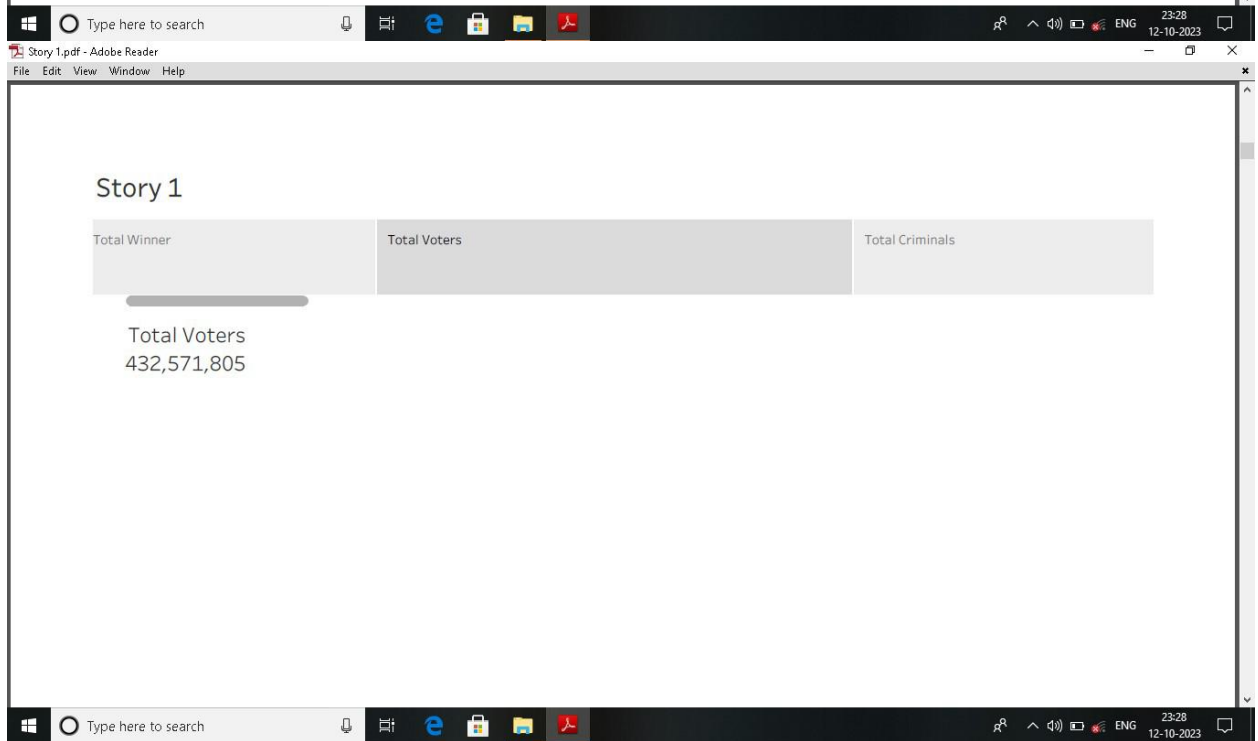 Type here to search
ENG
23:28
12-10-2023
Story 1.pdf - Adobe Reader
File Edit View Window Help
Story 1
Total Winner
Total Voters
Total Criminals
Total Voters
432,571,805
Type here to search
ENG
23:28
12-10-2023